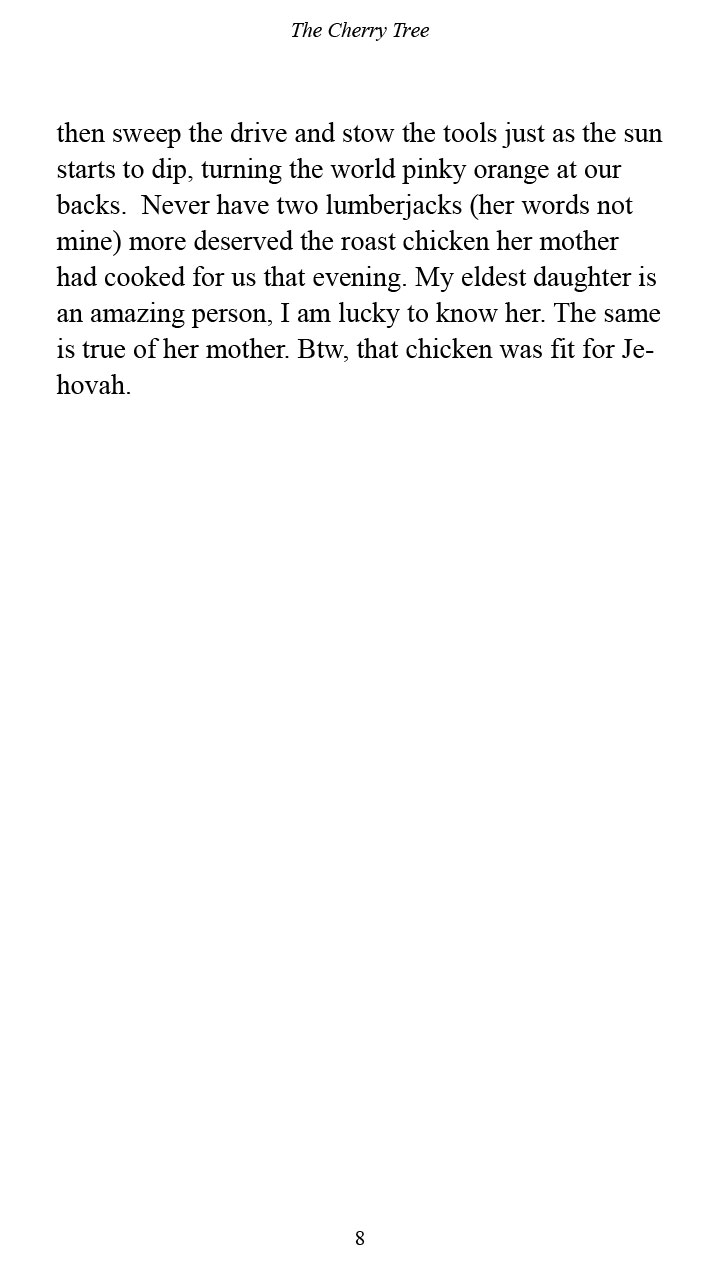 The Cherry Tree
then sweep the drive and stow the tools just as the sun
starts to dip, turning the world pinky orange at our
backs.  Never have two lumberjacks (her words not
mine) more deserved the roast chicken her mother
had cooked for us that evening. My eldest daughter is
an amazing person, I am lucky to know her. The same
is true of her mother. Btw, that chicken was fit for Je-
hovah.
8